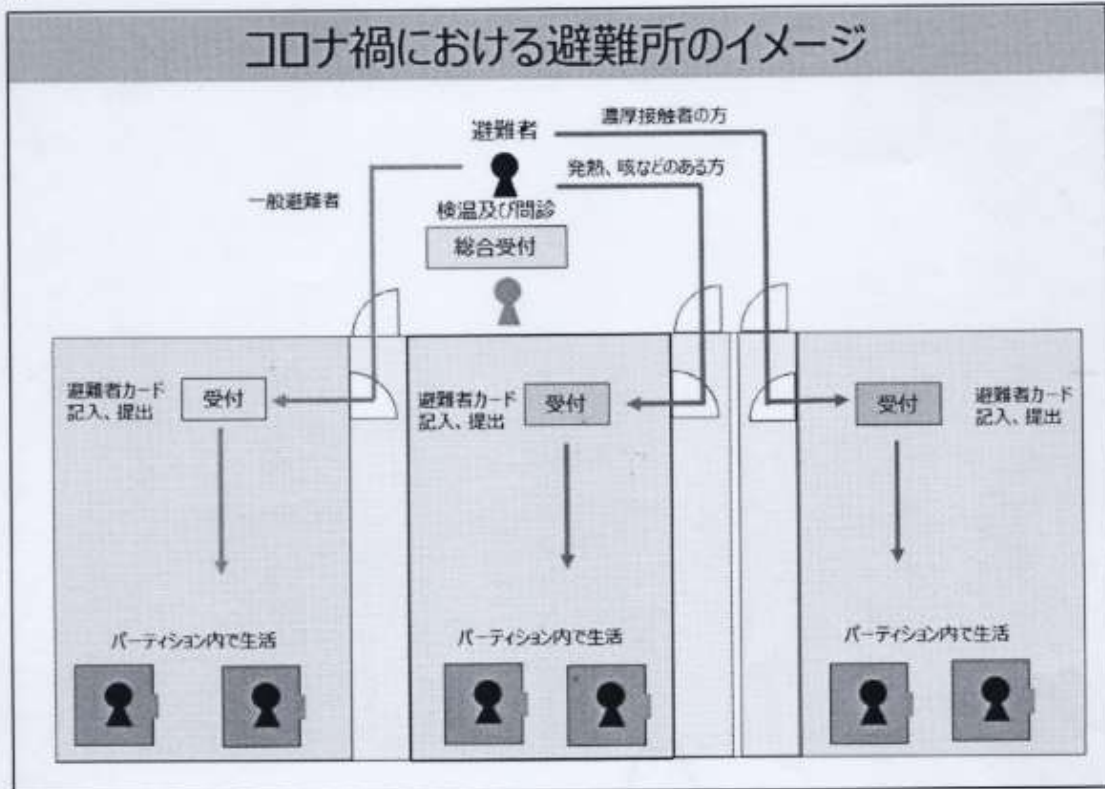 コロナ禍における避難所のイメージ
濃厚接触者の方
避難者
発熱、咳などのある方
一般避難者
検温及び問診
総合受付
避難者カード
記入、提出
受付
避難者カード
記入、提出
受付
受付
避難者カード
記入、提出
パーティション内で生活
パーティション内で生活
パーティション内で生活